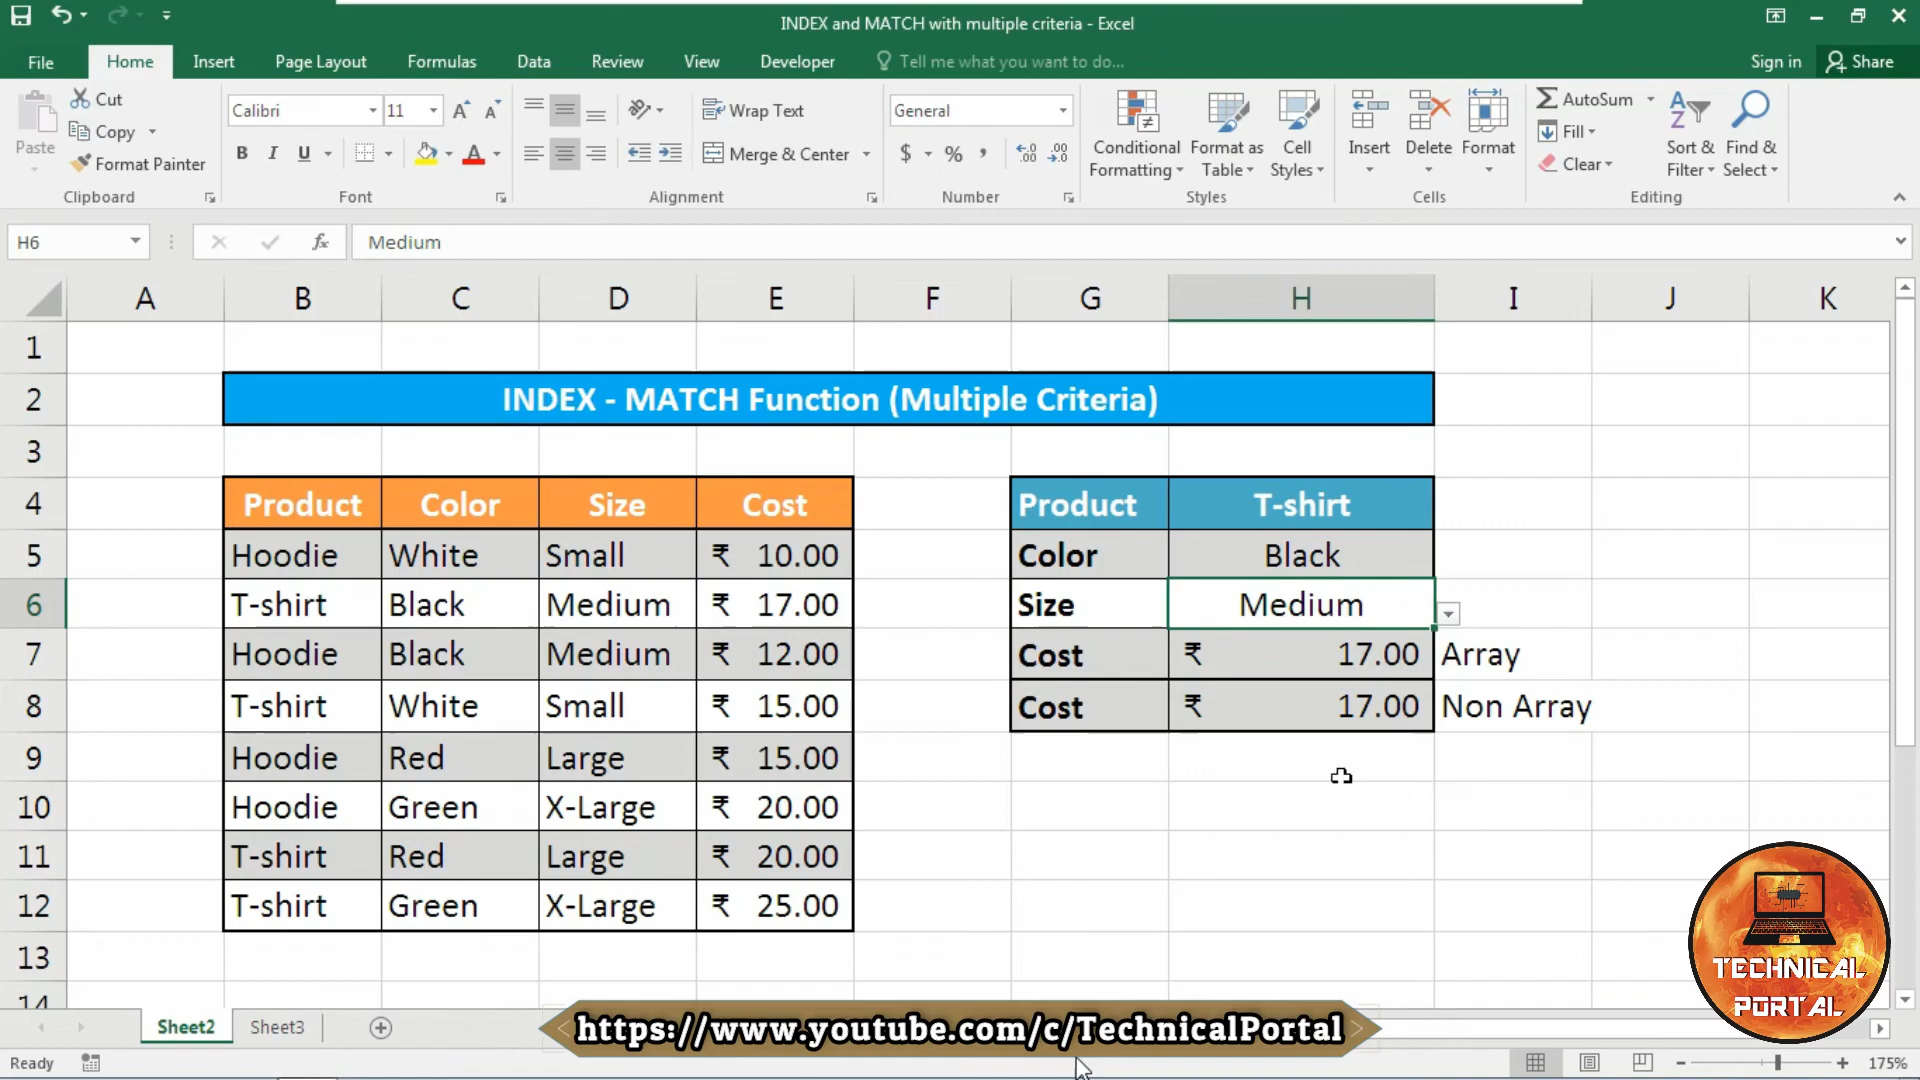 INDEX and MATCH with multiple criteria - Excel
File Home Insert Page Layout Formulas Data Review View Developer Tell me what you want to do... Sign in Share
Paste Cut Copy Format Painter
Calibri 11
B I U
Wrap Text
Merge & Center
General
$ %
Conditional Formatting Format as Table Cell Styles
Insert Delete Format
AutoSum Fill Clear
Sort & Filter Find & Select
Clipboard Font Alignment Number Styles Cells Editing
H6 fx Medium
A B C D E F G H I J K
1
2 INDEX - MATCH Function (Multiple Criteria)
3
4 Product Color Size Cost Product T-shirt
5 Hoodie White Small ₹ 10.00 Color Black
6 T-shirt Black Medium ₹ 17.00 Size Medium
7 Hoodie Black Medium ₹ 12.00 Cost ₹ 17.00 Array
8 T-shirt White Small ₹ 15.00 Cost ₹ 17.00 Non Array
9 Hoodie Red Large ₹ 15.00
10 Hoodie Green X-Large ₹ 20.00
11 T-shirt Red Large ₹ 20.00
12 T-shirt Green X-Large ₹ 25.00
13
14
TECHNICAL
PORTAL
Sheet2 Sheet3
https://www.youtube.com/c/TechnicalPortal
Ready 175%